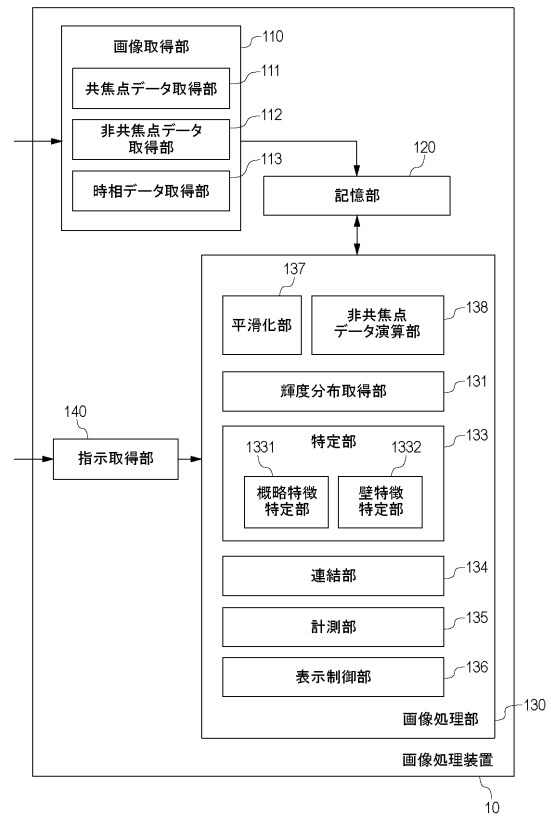 画像取得部
110
共焦点データ取得部
111
非共焦点データ
取得部
112
時相データ取得部
113
記憶部
120
137
平滑化部
非共焦点
データ演算部
138
輝度分布取得部
131
140
指示取得部
特定部
133
1331
概略特徴
特定部
1332
壁特徴
特定部
連結部
134
計測部
135
表示制御部
136
画像処理部
130
画像処理装置
10